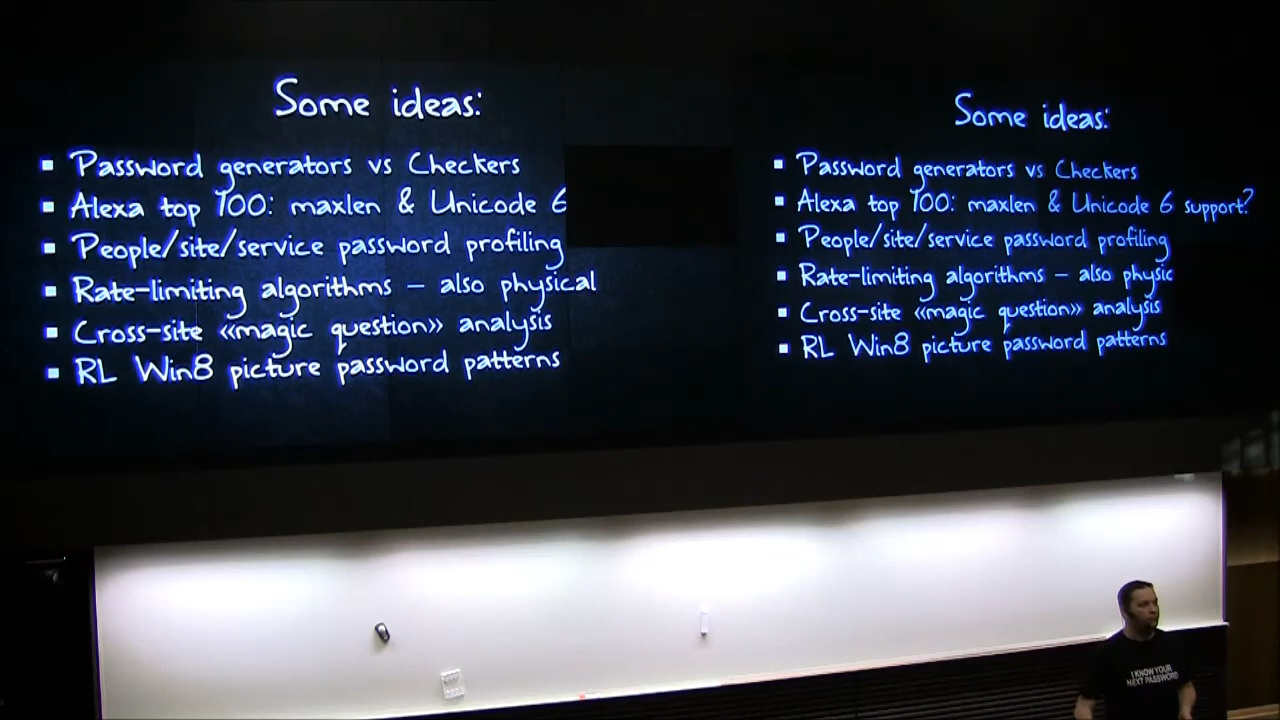 Some ideas:
▪ Password generators vs Checkers
▪ Alexa top 100: maxlen & Unicode 6
▪ People/site/service password profiling
▪ Rate-limiting algorithms – also physical
▪ Cross-site «magic question» analysis
▪ RL Win8 picture password patterns
Some ideas:
▪ Password generators vs Checkers
▪ Alexa top 100: maxlen & Unicode 6 support?
▪ People/site/service password profiling
▪ Rate-limiting algorithms – also physic
▪ Cross-site «magic question» analysis
▪ RL Win8 picture password patterns
I KNOW YOUR
NEXT PASSWORD